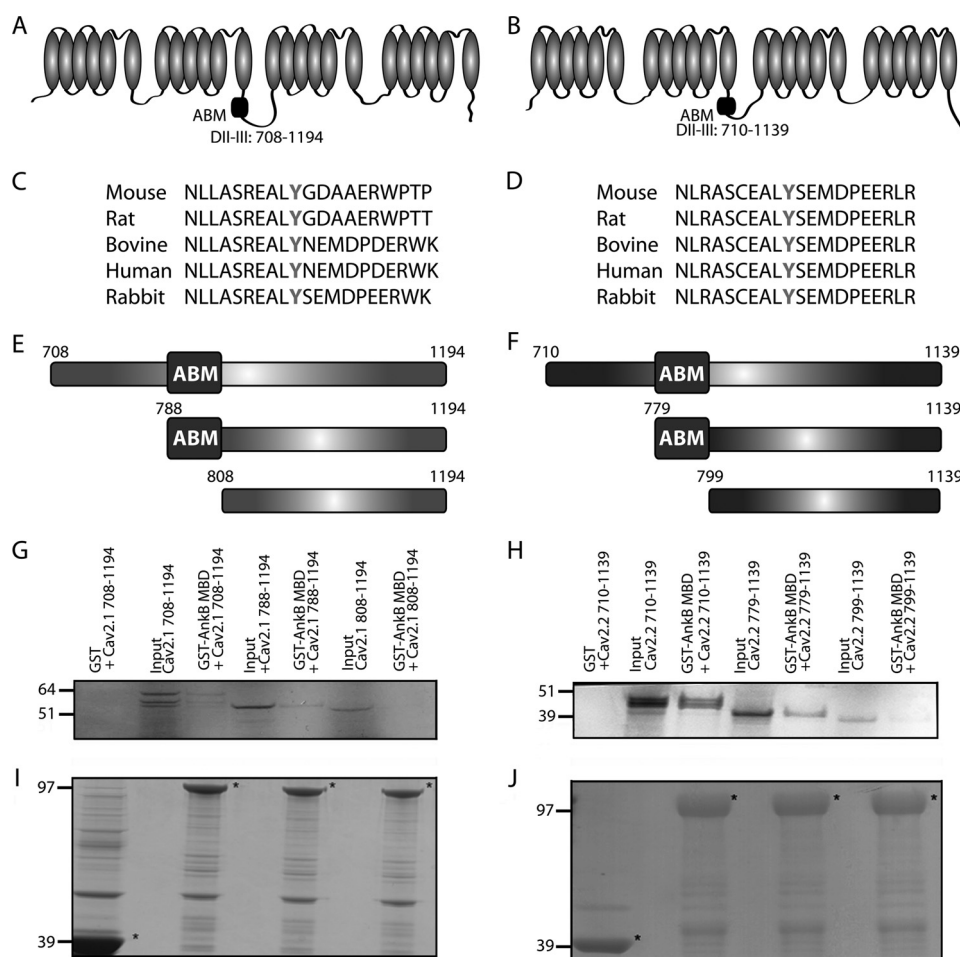 A
ABM
DII-III: 708-1194
B
ABM
DII-III: 710-1139
C
Mouse NLLASREALYGDAAERWPTP
Rat NLLASREALYGDAAERWPTT
Bovine NLLASREALYNEMDPDERWK
Human NLLASREALYNEMDPDERWK
Rabbit NLLASREALYSEMDPEERWK
D
Mouse NLRASCEALYSEMDPEERLR
Rat NLRASCEALYSEMDPEERLR
Bovine NLRASCEALYSEMDPEERLR
Human NLRASCEALYSEMDPEERLR
Rabbit NLRASCEALYSEMDPEERLR
E
708 1194
ABM
788 1194
ABM
808 1194
F
710 1139
ABM
779 1139
ABM
799 1139
G
GST
+ Cav2.1 708-1194
Input
Cav2.1 708-1194
GST-AnkB MBD
+ Cav2.1 708-1194
Input
+Cav2.1 788-1194
GST-AnkB MBD
+ Cav2.1 788-1194
Input
Cav2.1 808-1194
GST-AnkB MBD
+ Cav2.1 808-1194
64
51
H
GST
+ Cav2.2 710-1139
Input
Cav2.2 710-1139
GST-AnkB MBD
+ Cav2.2 710-1139
Input
Cav2.2 779-1139
GST-AnkB MBD
+ Cav2.2 779-1139
Input
Cav2.2 799-1139
GST-AnkB MBD
+ Cav2.2 799-1139
51
39
I
97
* * *
39
*
J
97
* * *
39
*